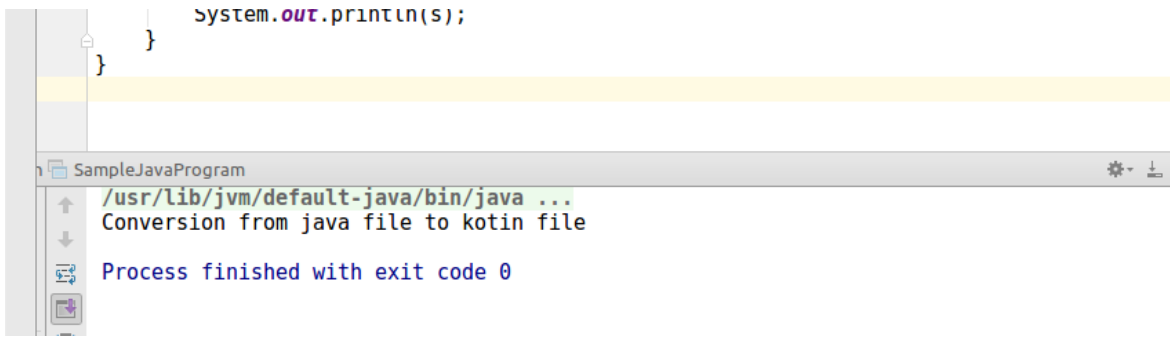 System.out.println(s);
}
}
SampleJavaProgram
/usr/lib/jvm/default-java/bin/java ...
Conversion from java file to kotin file
Process finished with exit code 0